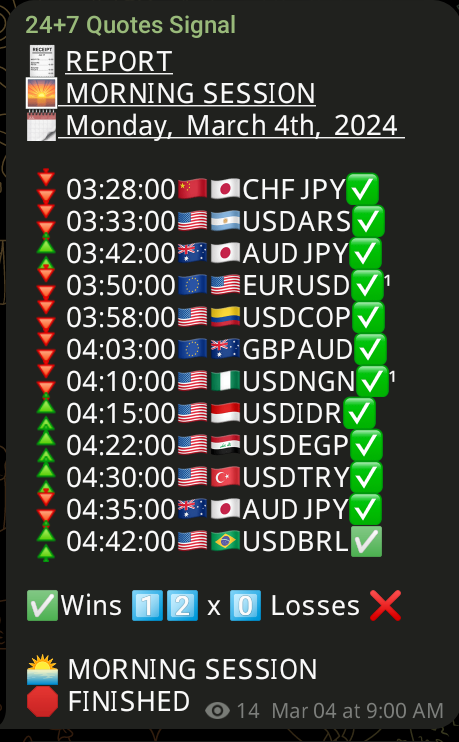 24+7 Quotes Signal
🧾 REPORT
🌅 MORNING SESSION
🗓 Monday, March 4th, 2024
03:28:00🇨🇳🇯🇵CHF JPY✅
03:33:00🇺🇸🇦🇷USDARS✅
03:42:00🇦🇺🇯🇵AUD JPY✅
03:50:00🇪🇺🇺🇸EURUSD✅¹
03:58:00🇺🇸🇨🇴USDCOP✅
04:03:00🇪🇺🇦🇺GBPAUD✅
04:10:00🇺🇸🇳🇬USDNGN✅¹
04:15:00🇺🇸🇮🇩USDIDR✅
04:22:00🇺🇸🇮🇶USDEGP✅
04:30:00🇺🇸🇹🇷USDTRY✅
04:35:00🇦🇺🇯🇵AUD JPY✅
04:42:00🇺🇸🇧🇷USDBRL✅
✅Wins 1️⃣2️⃣ x 0️⃣ Losses ❌
🌅 MORNING SESSION
🛑 FINISHED 14 Mar 04 at 9:00 AM